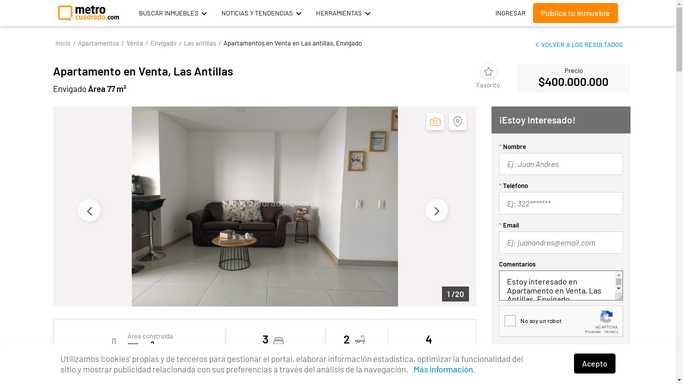 metro
cuadrado.com
BUSCAR INMUEBLES
NOTICIAS Y TENDENCIAS
HERRAMIENTAS
INGRESAR
Publica tu Inmueble
Inicio / Apartamentos / Venta / Envigado / Las antillas / Apartamentos en Venta en Las antillas, Envigado
VOLVER A LOS RESULTADOS
Apartamento en Venta, Las Antillas
Envigado Área 77 m²
Favorito
Precio
$400.000.000
1 / 20
¡Estoy Interesado!
* Nombre
Ej: Juan Andres
* Teléfono
Ej: 322*******
* Email
Ej: juanandres@email.com
Comentarios
Estoy interesado en
Apartamento en Venta, Las
Antillas, Envigado
No soy un robot
reCAPTCHA
Privacidad - Términos
Área construida
3
2
4
Utilizamos 'cookies' propias y de terceros para gestionar el portal, elaborar información estadística, optimizar la funcionalidad del
sitio y mostrar publicidad relacionada con sus preferencias a través del análisis de la navegación. Más información.
Acepto